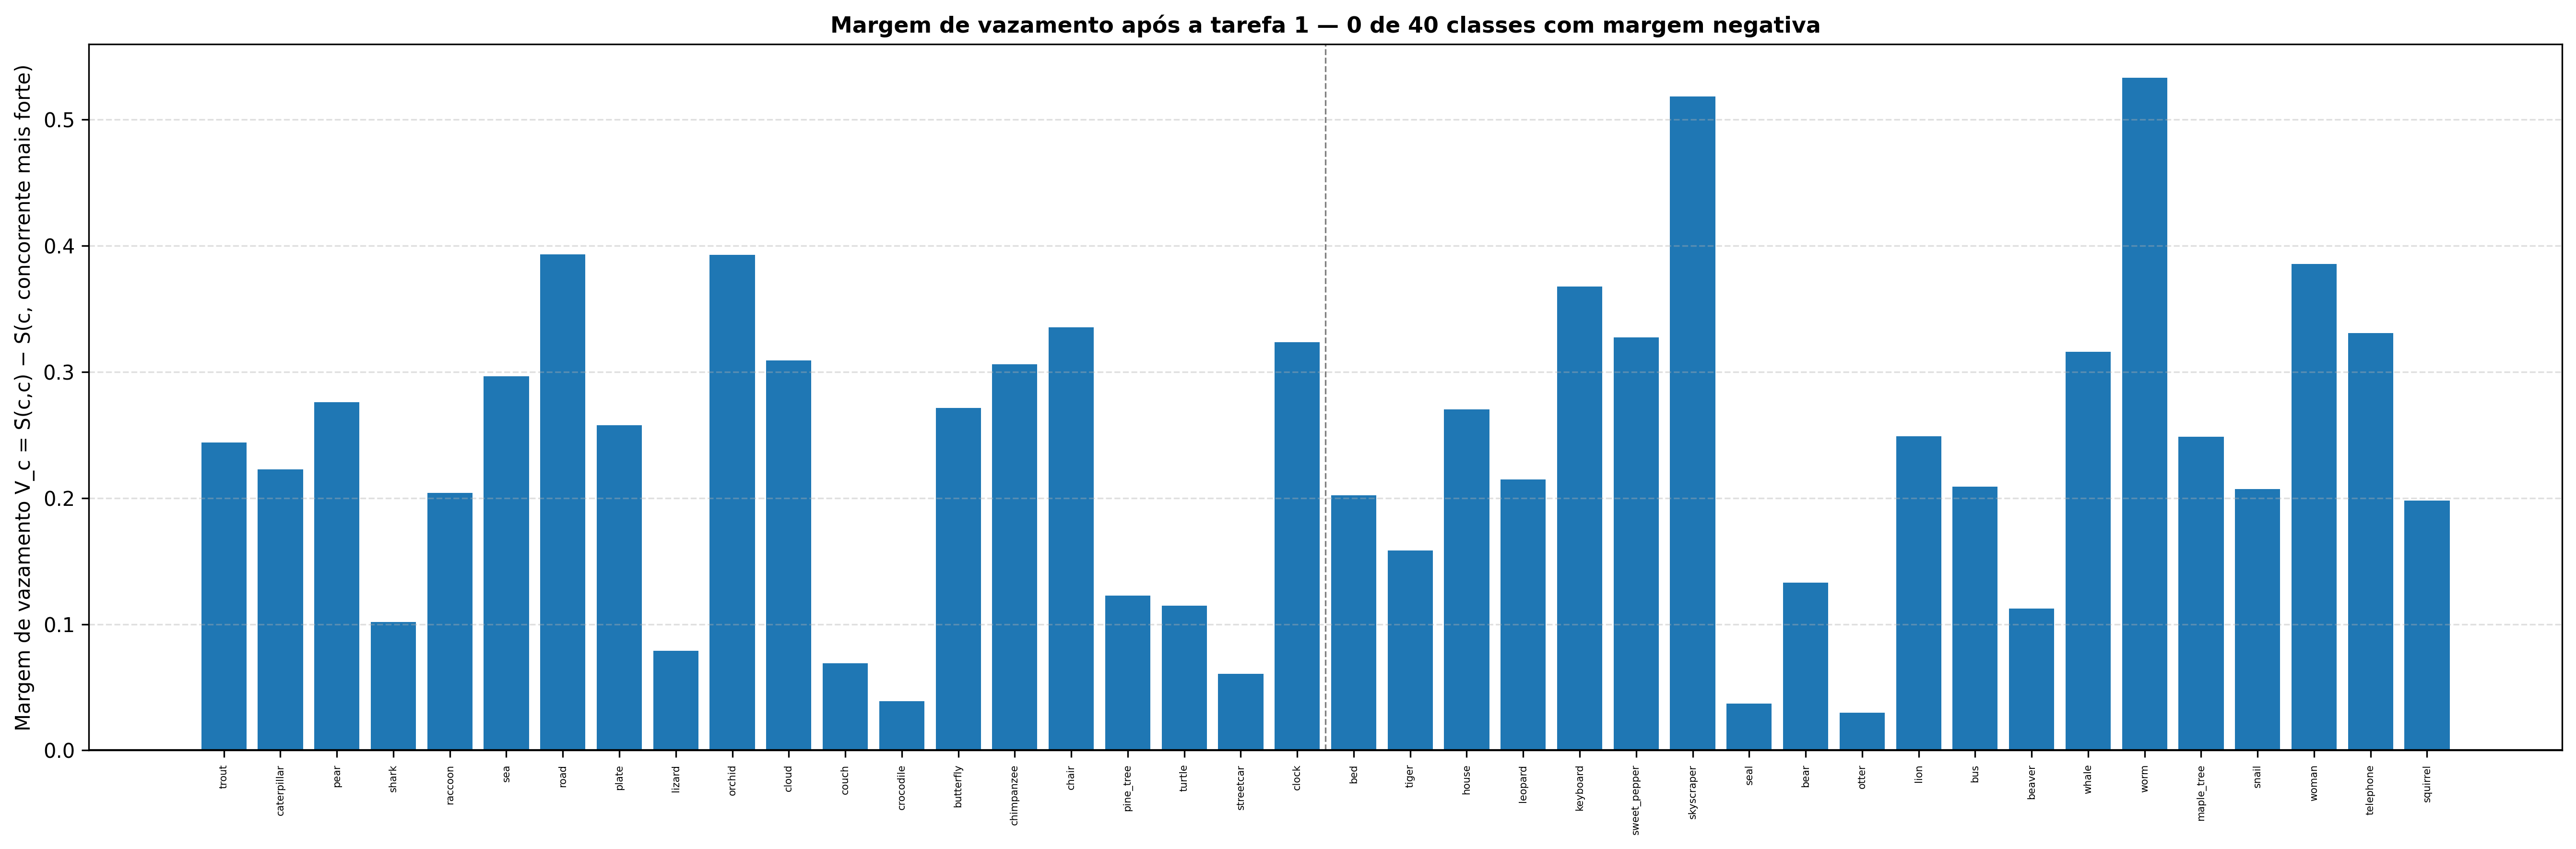 Margem de vazamento após a tarefa 1 — 0 de 40 classes com margem negativa
Margem de vazamento V_c = S(c,c) − S(c, concorrente mais forte)
0.5
0.4
0.3
0.2
0.1
0.0
trout
caterpillar
pear
shark
raccoon
sea
road
plate
lizard
orchid
cloud
couch
crocodile
butterfly
chimpanzee
chair
pine_tree
turtle
streetcar
clock
bed
tiger
house
leopard
keyboard
sweet_pepper
skyscraper
seal
bear
otter
lion
bus
beaver
whale
worm
maple_tree
snail
woman
telephone
squirrel